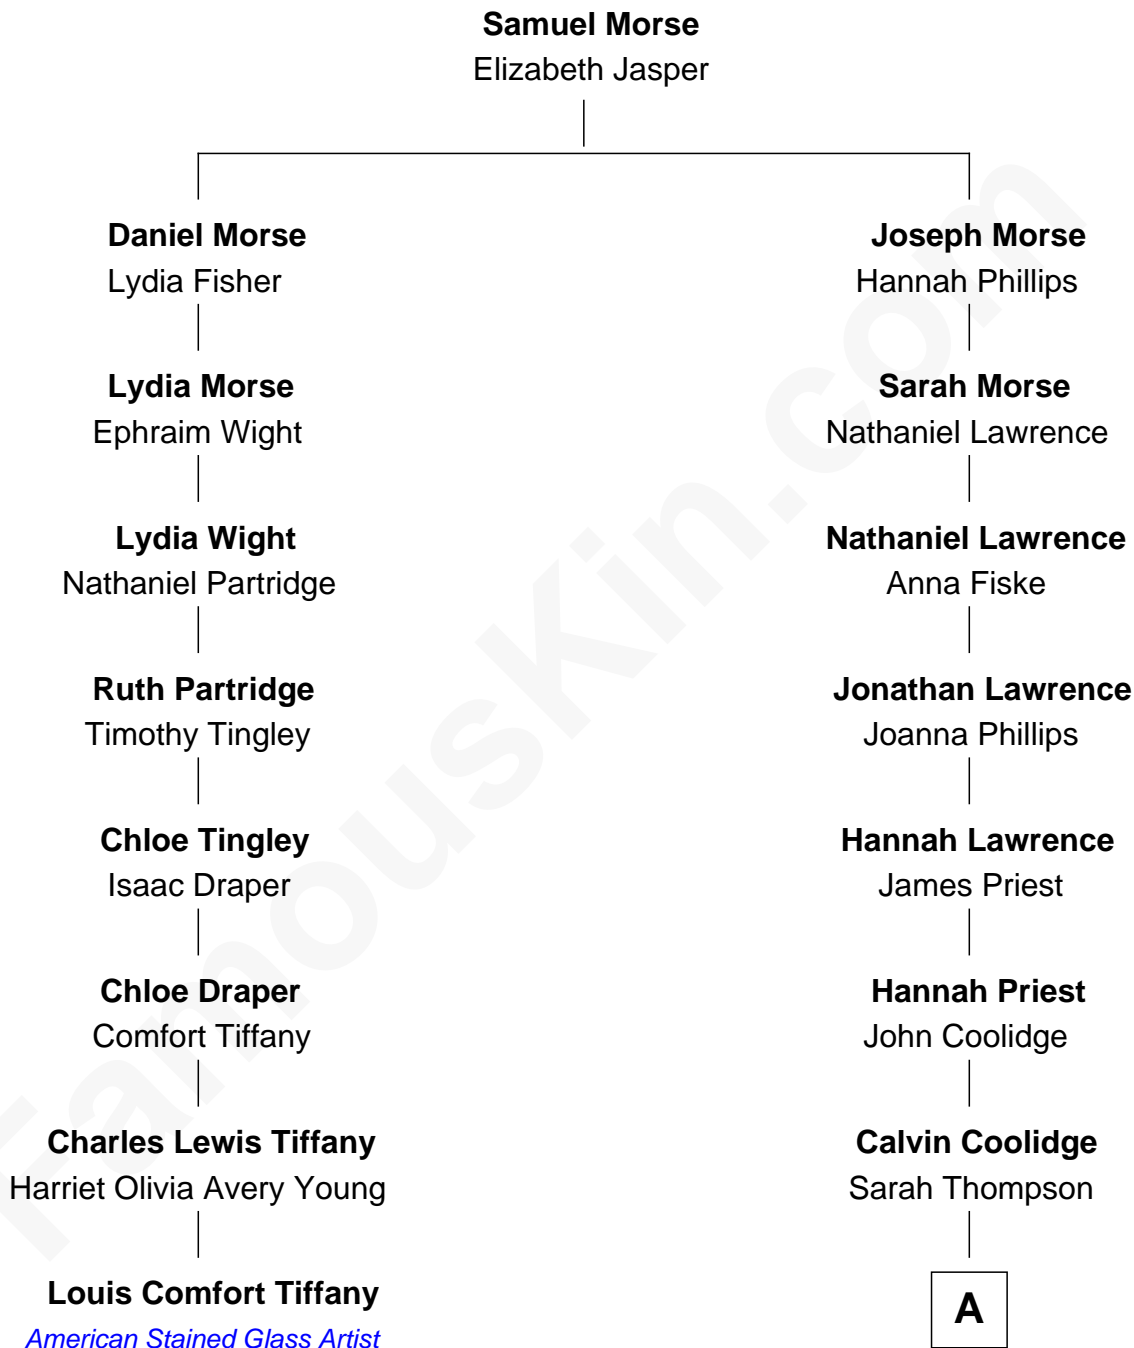 Samuel Morse
Elizabeth Jasper
Daniel Morse
Lydia Fisher
Joseph Morse
Hannah Phillips
Lydia Morse
Ephraim Wight
Sarah Morse
Nathaniel Lawrence
Lydia Wight
Nathaniel Partridge
Nathaniel Lawrence
Anna Fiske
Ruth Partridge
Timothy Tingley
Jonathan Lawrence
Joanna Phillips
Chloe Tingley
Isaac Draper
Hannah Lawrence
James Priest
Chloe Draper
Comfort Tiffany
Hannah Priest
John Coolidge
Charles Lewis Tiffany
Harriet Olivia Avery Young
Calvin Coolidge
Sarah Thompson
Louis Comfort Tiffany
American Stained Glass Artist
A
FamousKin.com